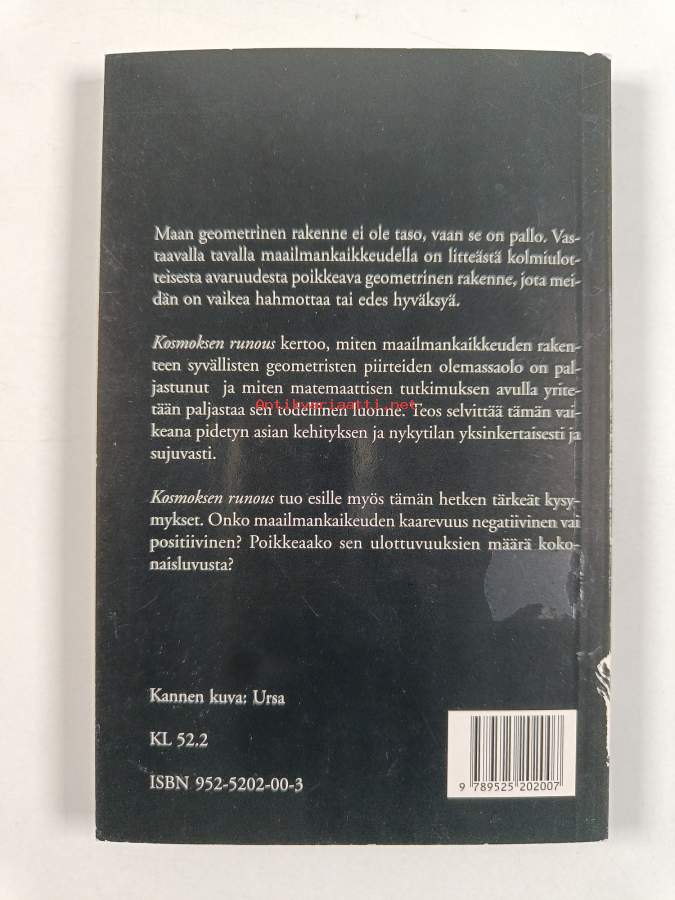 Maan geometrinen rakenne ei ole taso, vaan se on pallo. Vas-
taavalla tavalla maailmankaikkeudella on litteästä kolmiulot-
teisesta avaruudesta poikkeava geometrinen rakenne, jota mei-
dän on vaikea hahmottaa tai edes hyväksyä.
Kosmoksen runous kertoo, miten maailmankaikkeuden raken-
teen syvällisten geometristen piirteiden olemassaolo on pal-
jastunut ja miten matemaattisen tutkimuksen avulla yrite-
tään paljastaa sen todellinen luonne. Teos selvittää tämän vai-
keana pidetyn asian kehityksen ja nykytilan yksinkertaisesti ja
sujuvasti.
Antikvariaatti.net
Kosmoksen runous tuo esille myös tämän hetken tärkeät kysy-
mykset. Onko maailmankaikeuden kaarevuus negatiivinen vai
positiivinen? Poikkeaako sen ulottuvuuksien määrä koko-
naisluvusta?
Kannen kuva: Ursa
KL 52.2
ISBN 952-5202-00-3
9 789525 202007